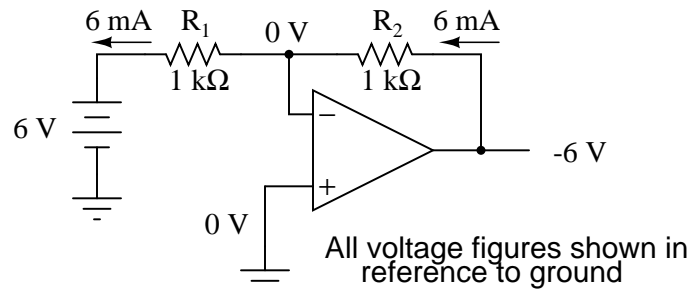 6 mA
R1
0 V
R2
6 mA
1 kΩ
1 kΩ
6 V
−
+
-6 V
0 V
All voltage figures shown in
reference to ground